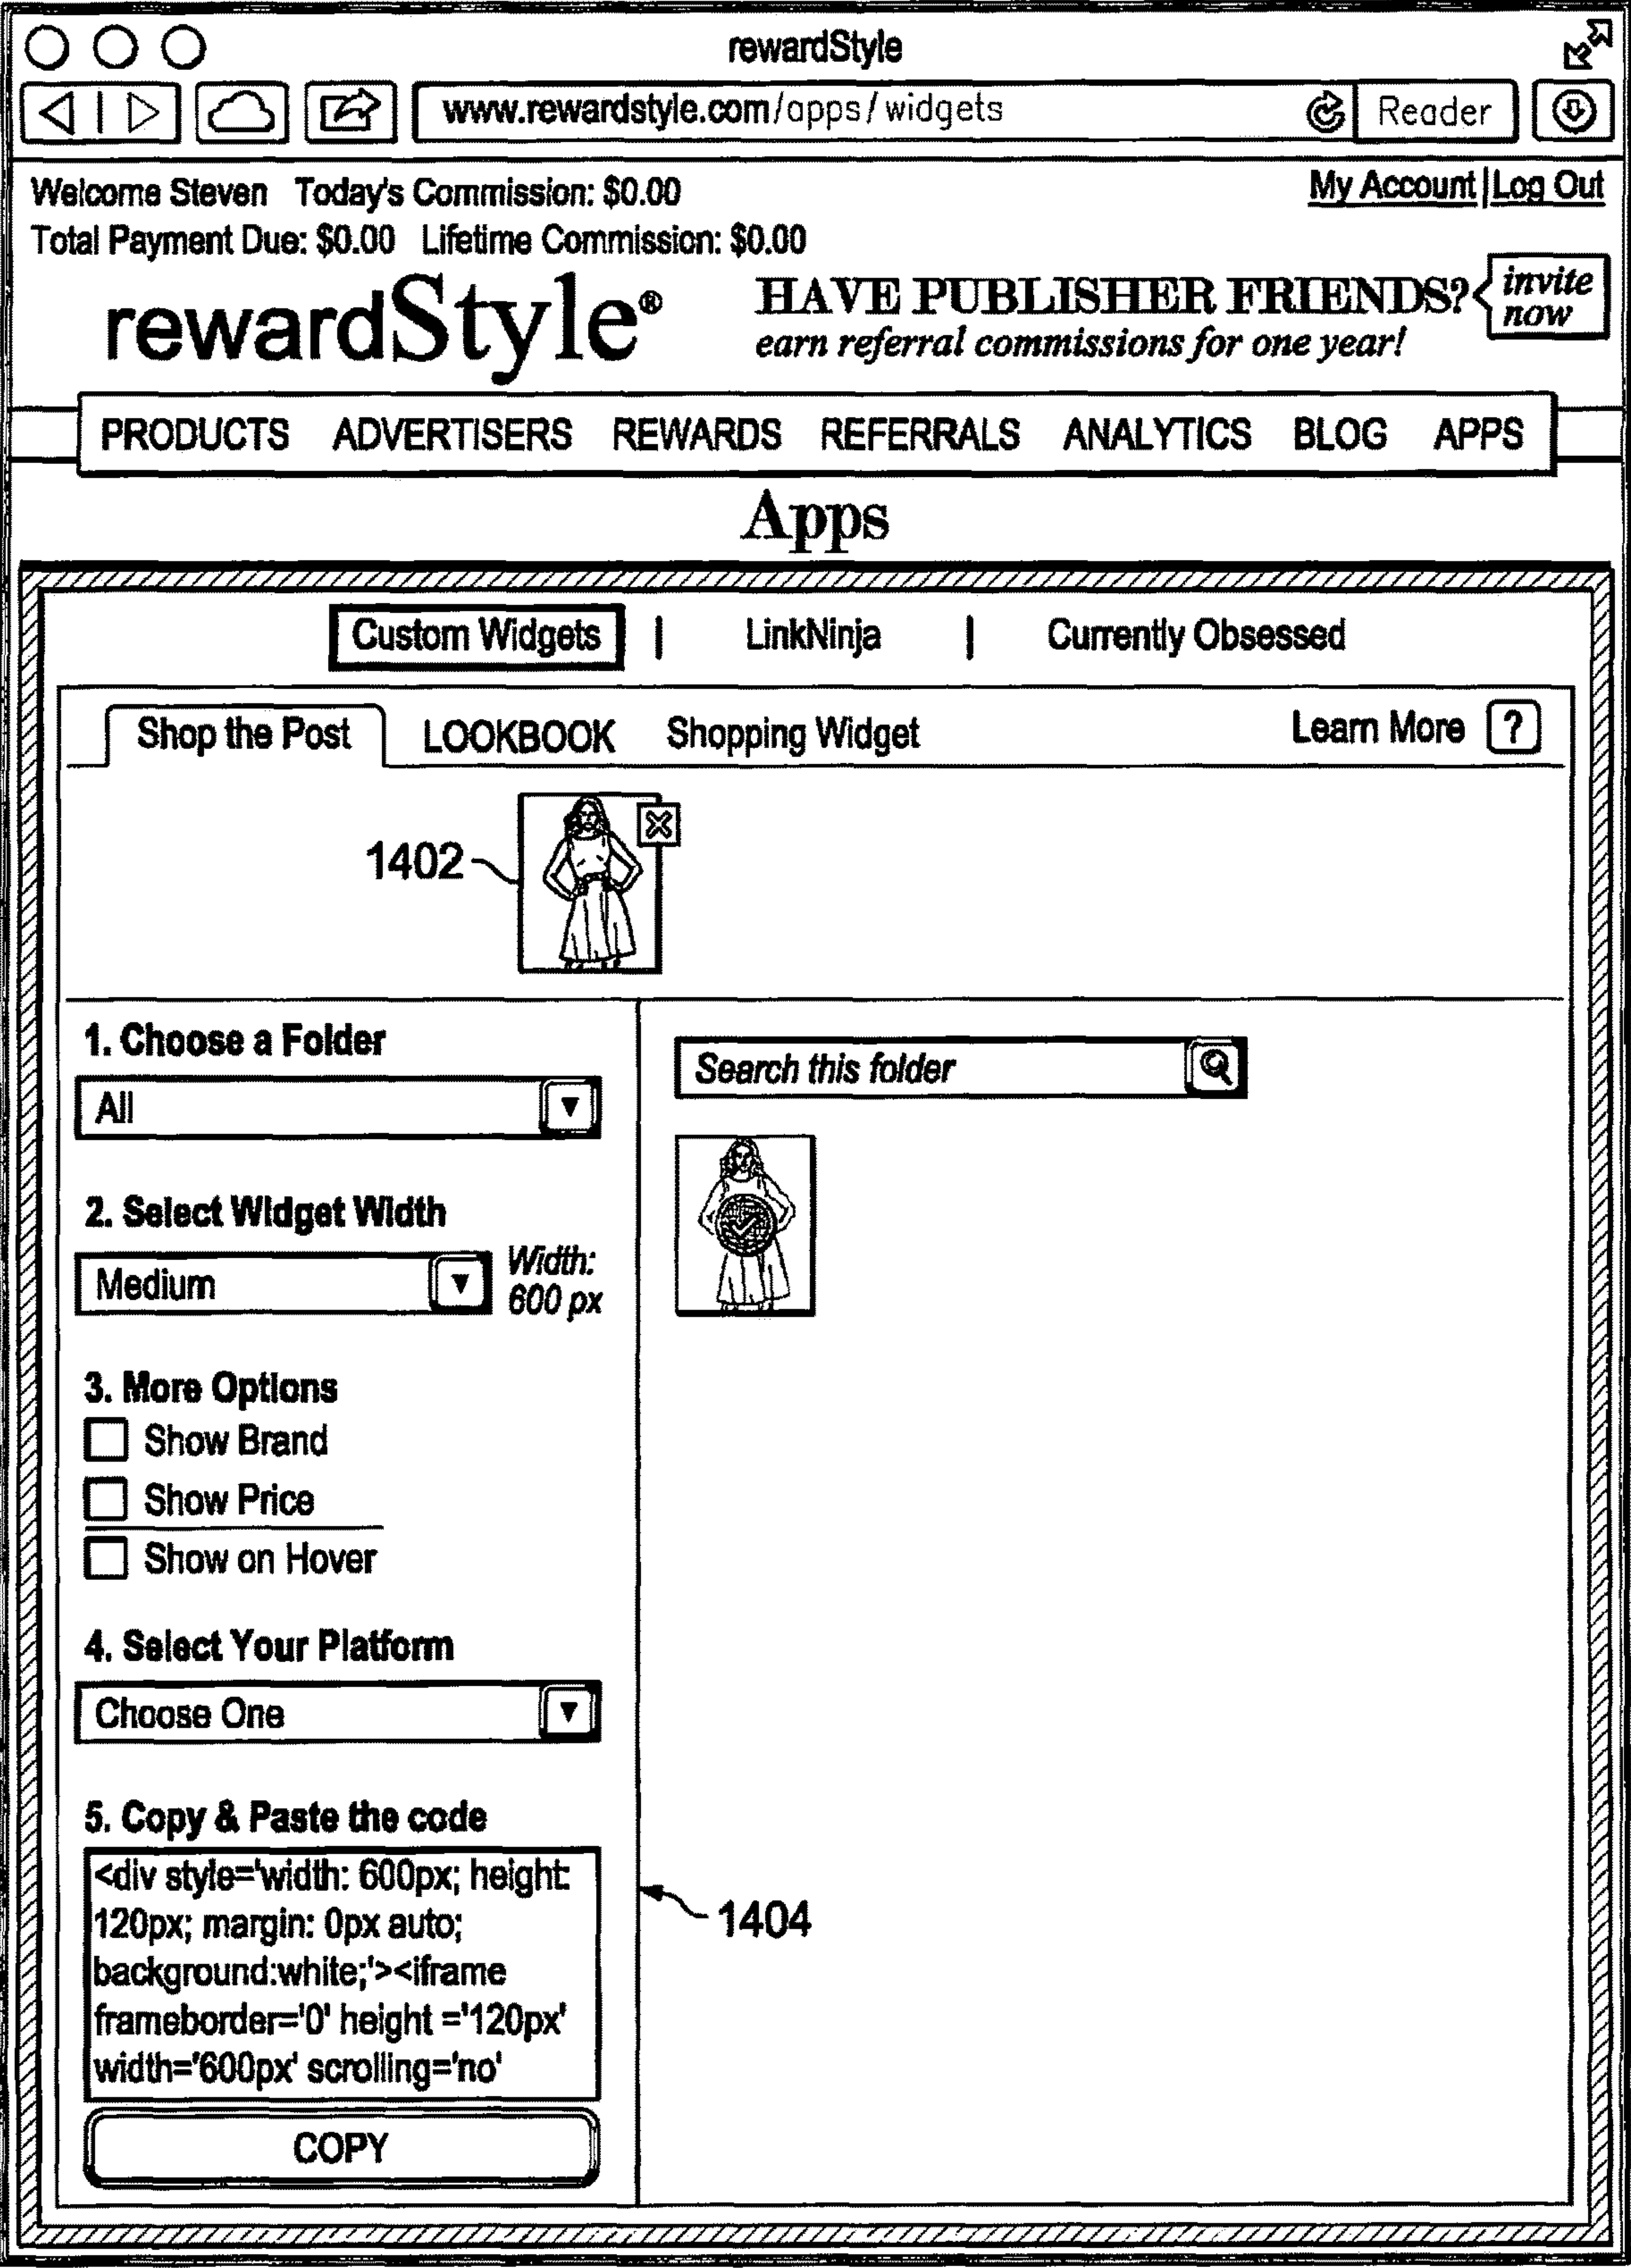 rewardStyle
www.rewardstyle.com/apps/widgets
Reader
Welcome Steven Today's Commission: $0.00
My Account|Log Out
Total Payment Due: $0.00 Lifetime Commission: $0.00
rewardStyle®
HAVE PUBLISHER FRIENDS?
earn referral commissions for one year!
invite
now
PRODUCTS ADVERTISERS REWARDS REFERRALS ANALYTICS BLOG APPS
Apps
Custom Widgets | LinkNinja | Currently Obsessed
Shop the Post LOOKBOOK Shopping Widget Learn More ?
1402
1. Choose a Folder
All
Search this folder
2. Select Widget Width
Medium
Width:
600 px
3. More Options
Show Brand
Show Price
Show on Hover
4. Select Your Platform
Choose One
5. Copy & Paste the code
<div style='width: 600px; height:
120px; margin: 0px auto;
background:white;'><iframe
frameborder='0' height ='120px'
width='600px' scrolling='no'
1404
COPY